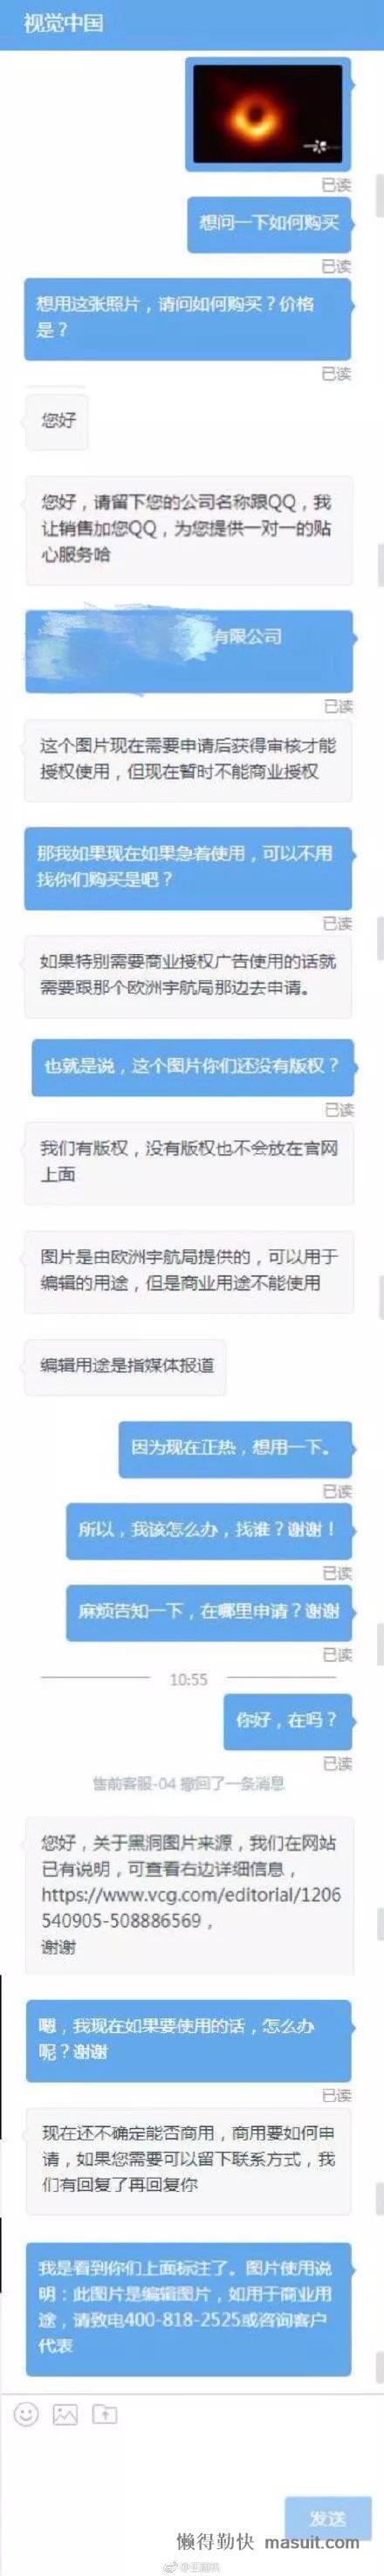 视觉中国
已读
想问一下如何购买
已读
想用这张照片，请问如何购买？价格
是？
已读
您好
您好，请留下您的公司名称跟QQ，我
让销售加您QQ，为您提供一对一的贴
心服务哈
有限公司
已读
这个图片现在需要申请后获得审核才能
授权使用，但现在暂时不能商业授权
那我如果现在如果急着使用，可以不用
找你们购买是吧？
已读
如果特别需要商业授权广告使用的话就
需要跟那个欧洲宇航局那边去申请。
也就是说，这个图片你们还没有版权？
已读
我们有版权，没有版权也不会放在官网
上面
图片是由欧洲宇航局提供的，可以用于
编辑的用途，但是商业用途不能使用
编辑用途是指媒体报道
因为现在正热，想用一下。
已读
所以，我该怎么办，找谁？谢谢！
已读
麻烦告知一下，在哪里申请？谢谢
已读
10:55
你好，在吗？
已读
售前客服-04 撤回了一条消息
您好，关于黑洞图片来源，我们在网站
已有说明，可查看右边详细信息，
https://www.vcg.com/editorial/1206
540905-508886569，
谢谢
嗯，我现在如果要使用的话，怎么办
呢？谢谢
已读
现在还不确定能否商用，商用要如何申
请，如果您需要可以留下联系方式，我
们有回复了再回复你
我是看到你们上面标注了。图片使用说
明：此图片是编辑图片，如用于商业用
途，请致电400-818-2525或咨询客户
代表
发送
懒得勤快 masuit.com